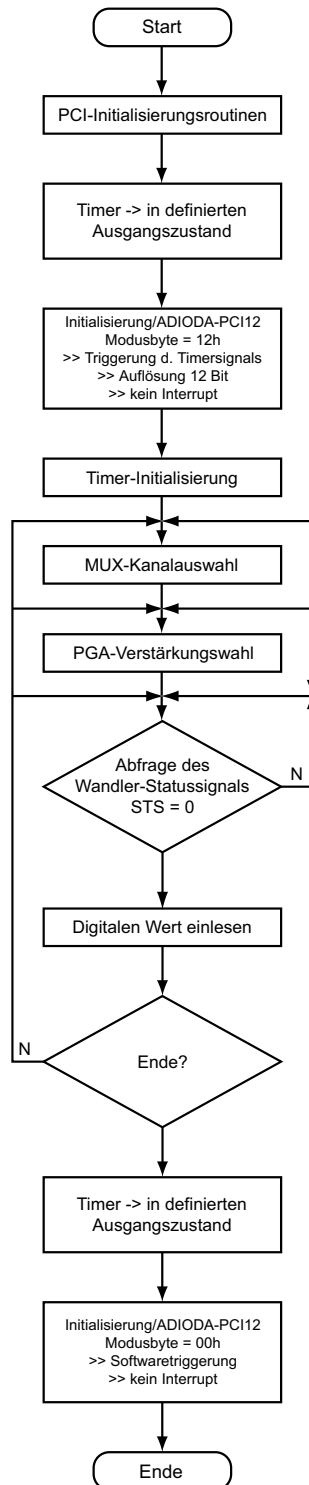 Start
PCI-Initialisierungsroutinen
Timer -> in definierten
Ausgangszustand
Initialisierung/ADIODA-PCI12
Modusbyte = 12h
>> Triggerung d. Timersignals
>> Auflösung 12 Bit
>> kein Interrupt
Timer-Initialisierung
MUX-Kanalauswahl
PGA-Verstärkungswahl
Abfrage des
Wandler-Statussignals
STS = 0
N
Digitalen Wert einlesen
N
Ende?
Timer -> in definierten
Ausgangszustand
Initialisierung/ADIODA-PCI12
Modusbyte = 00h
>> Softwaretriggerung
>> kein Interrupt
Ende